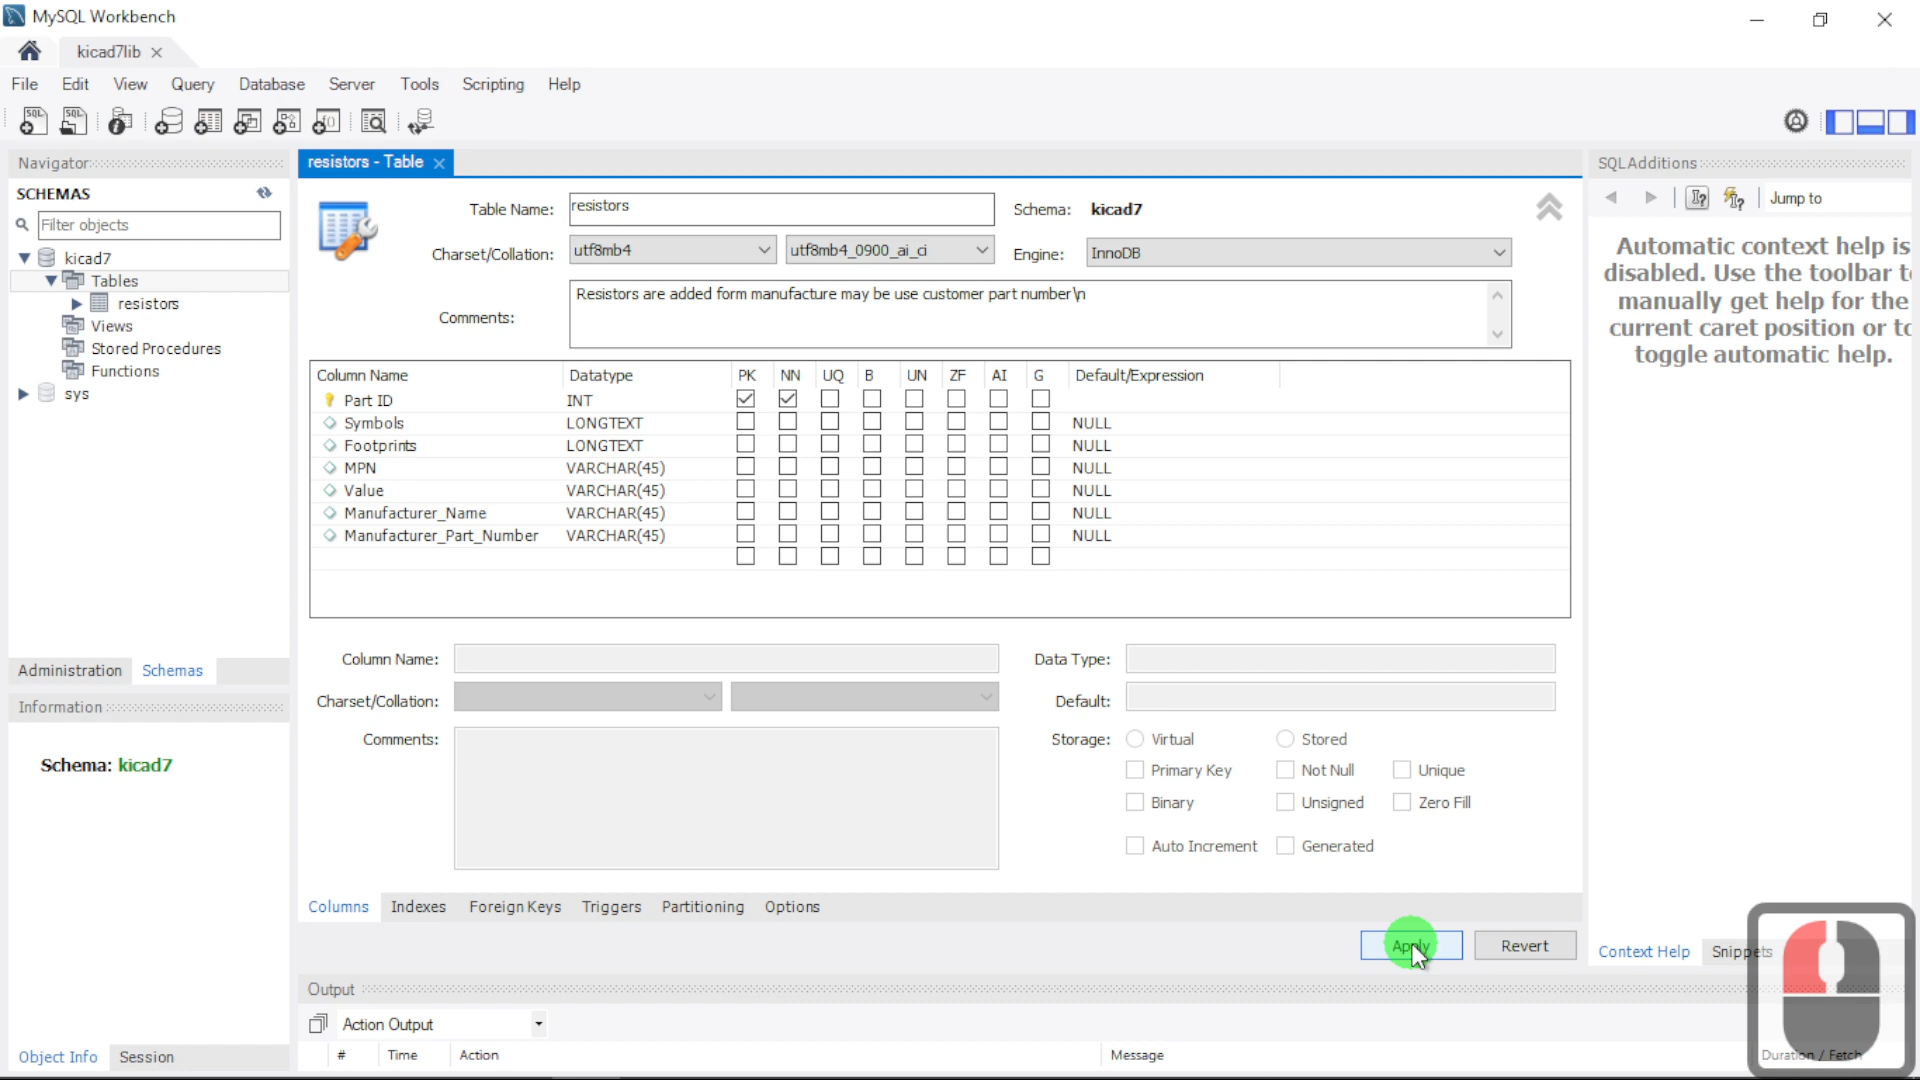 MySQL Workbench
kicad7lib
File Edit View Query Database Server Tools Scripting Help
Navigator
SCHEMAS
Filter objects
kicad7
Tables
resistors
Views
Stored Procedures
Functions
sys
Administration Schemas
Information
Schema: kicad7
Object Info Session
resistors - Table
Table Name: resistors Schema: kicad7
Charset/Collation: utf8mb4 utf8mb4_0900_ai_ci Engine: InnoDB
Comments: Resistors are added form manufacture may be use customer part number\n
Column Name Datatype PK NN UQ B UN ZF AI G Default/Expression
Part ID INT
Symbols LONGTEXT NULL
Footprints LONGTEXT NULL
MPN VARCHAR(45) NULL
Value VARCHAR(45) NULL
Manufacturer_Name VARCHAR(45) NULL
Manufacturer_Part_Number VARCHAR(45) NULL
Column Name: Data Type:
Charset/Collation: Default:
Comments: Storage: Virtual Stored
Primary Key Not Null Unique
Binary Unsigned Zero Fill
Auto Increment Generated
Columns Indexes Foreign Keys Triggers Partitioning Options
Apply Revert
Output
Action Output
# Time Action Message Duration / Fetch
SQLAdditions
Jump to
Automatic context help is
disabled. Use the toolbar to
manually get help for the
current caret position or to
toggle automatic help.
Context Help Snippets